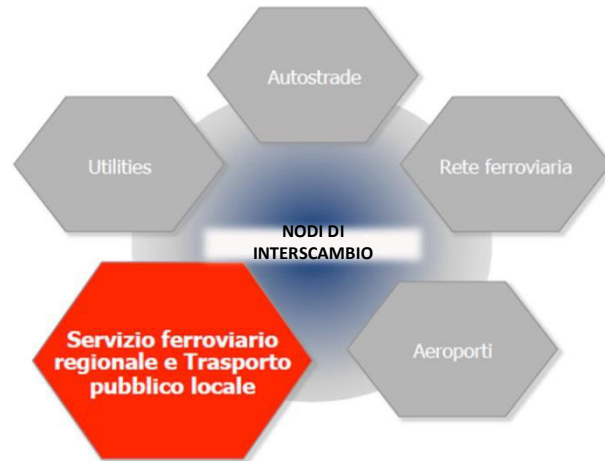 Autostrade
Utilities
Rete ferroviaria
NODI DI
INTERSCAMBIO
Servizio ferroviario
regionale e Trasporto
pubblico locale
Aeroporti